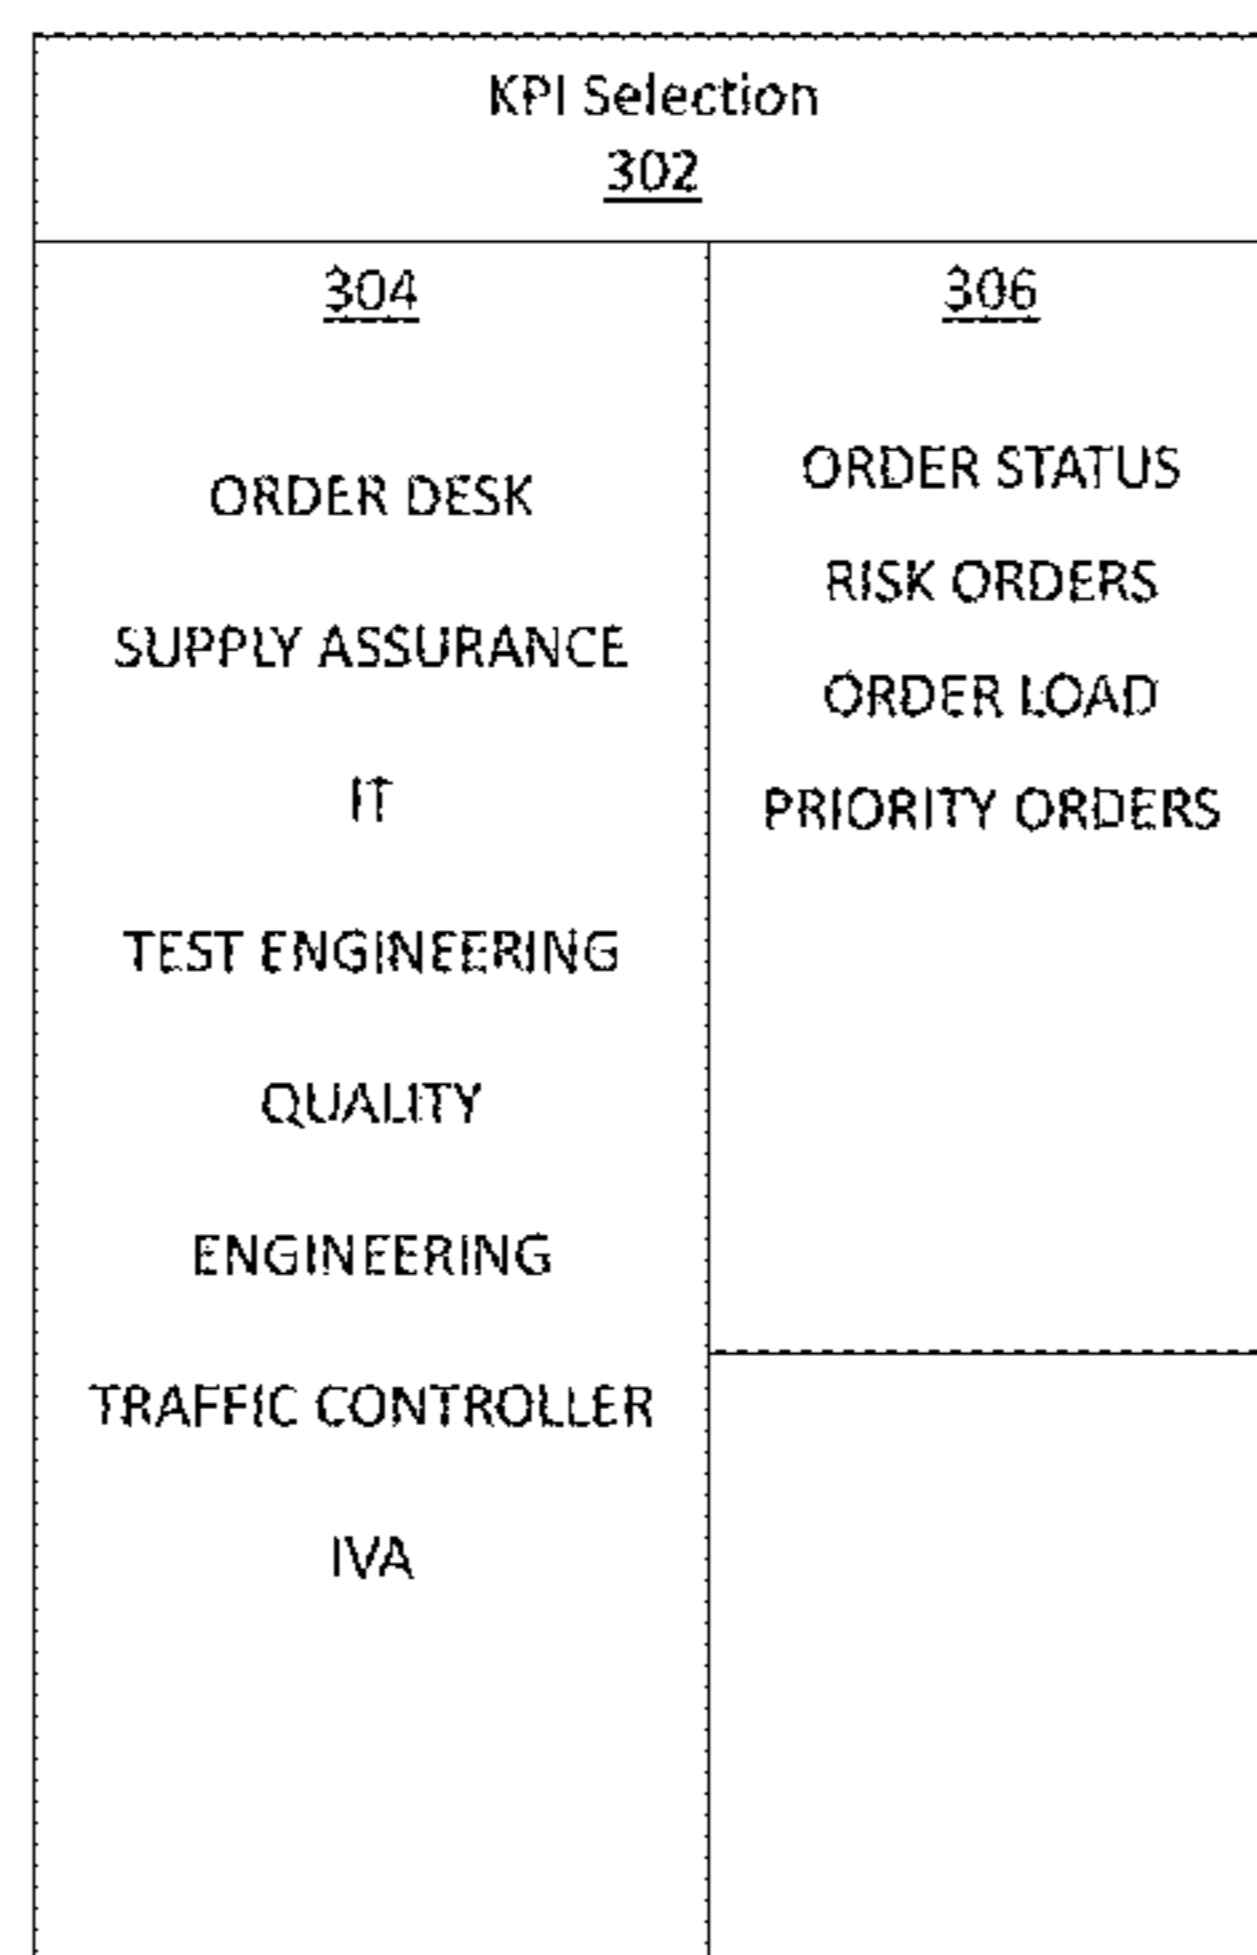 KPI Selection
302
304
ORDER DESK
SUPPLY ASSURANCE
IT
TEST ENGINEERING
QUALITY
ENGINEERING
TRAFFIC CONTROLLER
IVA
306
ORDER STATUS
RISK ORDERS
ORDER LOAD
PRIORITY ORDERS